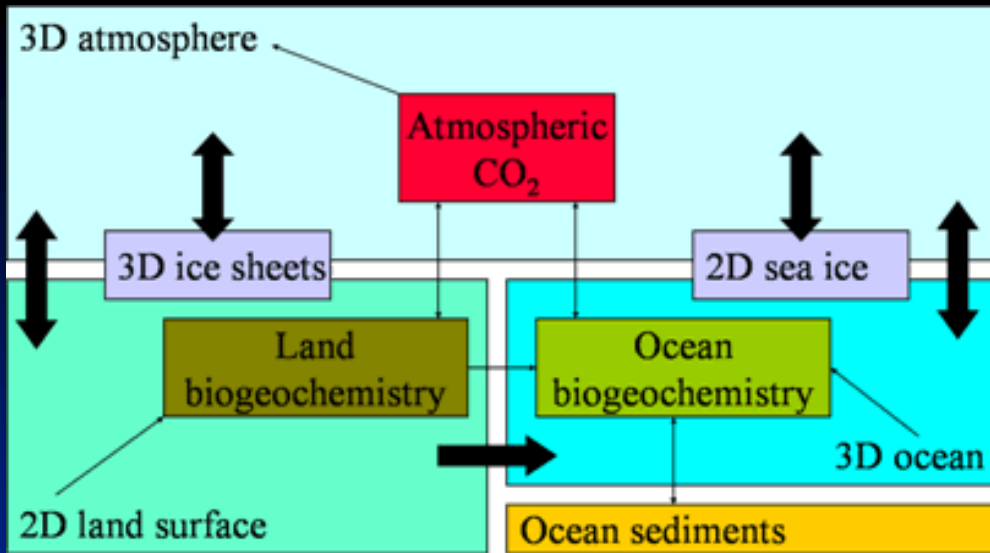 3D atmosphere
Atmospheric
CO₂
3D ice sheets
2D sea ice
Land
biogeochemistry
Ocean
biogeochemistry
3D ocean
2D land surface
Ocean sediments